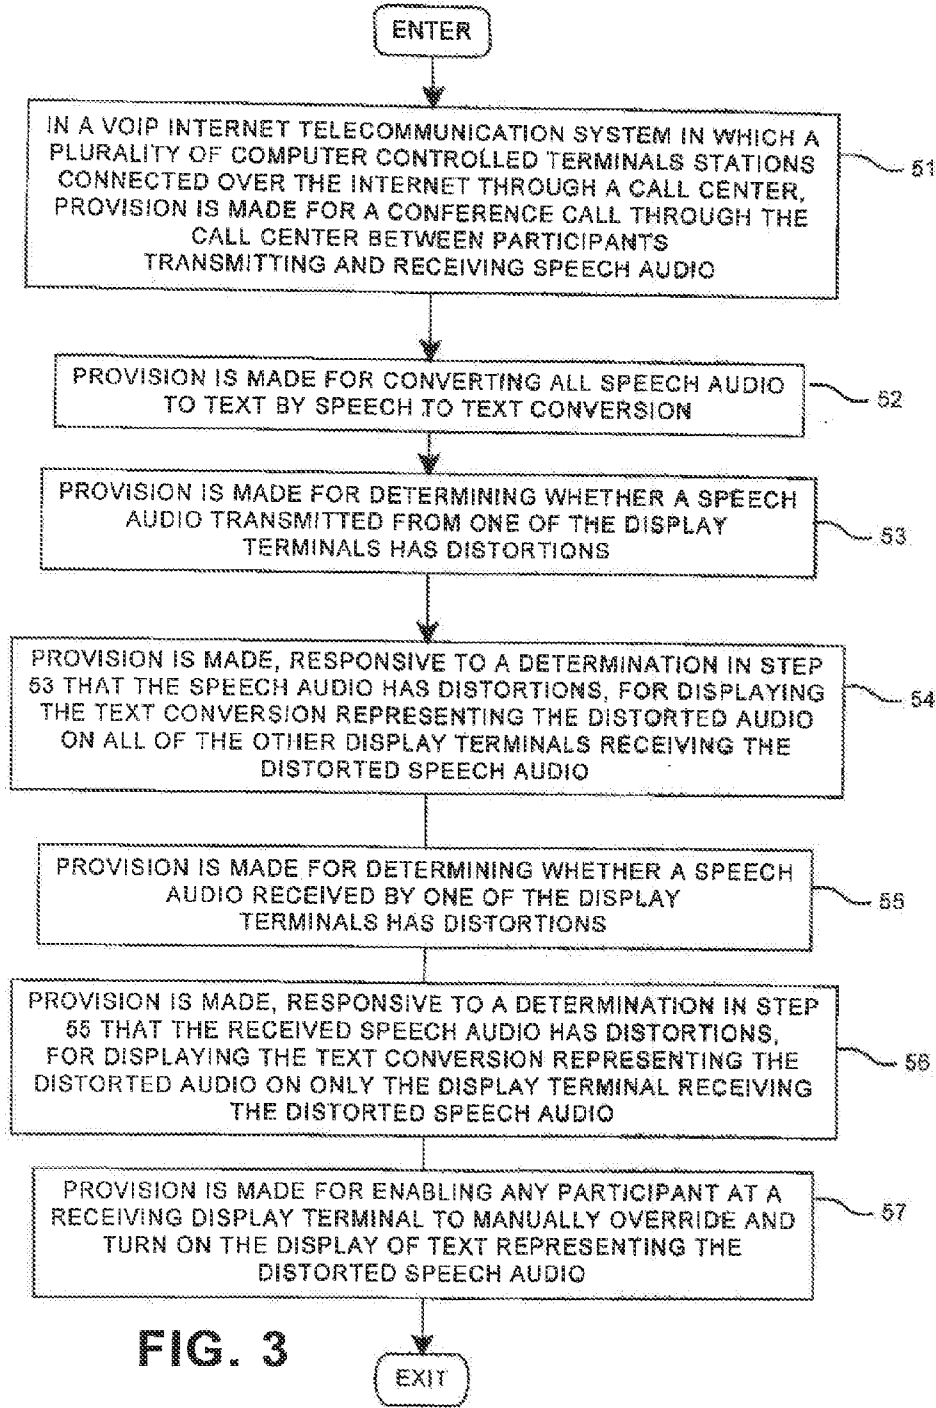 ENTER
IN A VOIP INTERNET TELECOMMUNICATION SYSTEM IN WHICH A
PLURALITY OF COMPUTER CONTROLLED TERMINALS STATIONS
CONNECTED OVER THE INTERNET THROUGH A CALL CENTER,
PROVISION IS MADE FOR A CONFERENCE CALL THROUGH THE
CALL CENTER BETWEEN PARTICIPANTS
TRANSMITTING AND RECEIVING SPEECH AUDIO
51
PROVISION IS MADE FOR CONVERTING ALL SPEECH AUDIO
TO TEXT BY SPEECH TO TEXT CONVERSION
52
PROVISION IS MADE FOR DETERMINING WHETHER A SPEECH
AUDIO TRANSMITTED FROM ONE OF THE DISPLAY
TERMINALS HAS DISTORTIONS
53
PROVISION IS MADE, RESPONSIVE TO A DETERMINATION IN STEP
53 THAT THE SPEECH AUDIO HAS DISTORTIONS, FOR DISPLAYING
THE TEXT CONVERSION REPRESENTING THE DISTORTED AUDIO
ON ALL OF THE OTHER DISPLAY TERMINALS RECEIVING THE
DISTORTED SPEECH AUDIO
54
PROVISION IS MADE FOR DETERMINING WHETHER A SPEECH
AUDIO RECEIVED BY ONE OF THE DISPLAY
TERMINALS HAS DISTORTIONS
55
PROVISION IS MADE, RESPONSIVE TO A DETERMINATION IN STEP
55 THAT THE RECEIVED SPEECH AUDIO HAS DISTORTIONS,
FOR DISPLAYING THE TEXT CONVERSION REPRESENTING THE
DISTORTED AUDIO ON ONLY THE DISPLAY TERMINAL RECEIVING
THE DISTORTED SPEECH AUDIO
56
PROVISION IS MADE FOR ENABLING ANY PARTICIPANT AT A
RECEIVING DISPLAY TERMINAL TO MANUALLY OVERRIDE AND
TURN ON THE DISPLAY OF TEXT REPRESENTING THE
DISTORTED SPEECH AUDIO
57
FIG. 3
EXIT